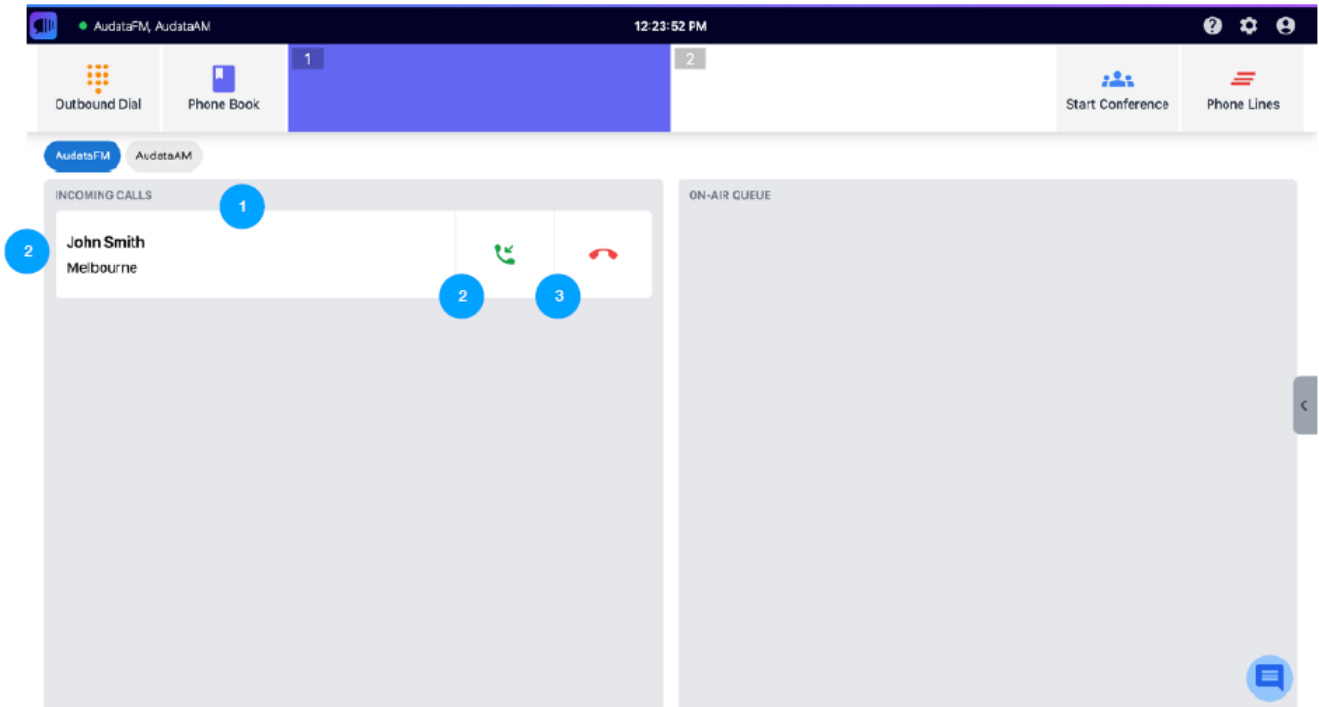 AudataFM, AudataAM
12:23:52 PM
Outbound Dial
Phone Book
1
2
Start Conference
Phone Lines
AudataFM
AudataAM
INCOMING CALLS
1
ON-AIR QUEUE
2
John Smith
Melbourne
2
3